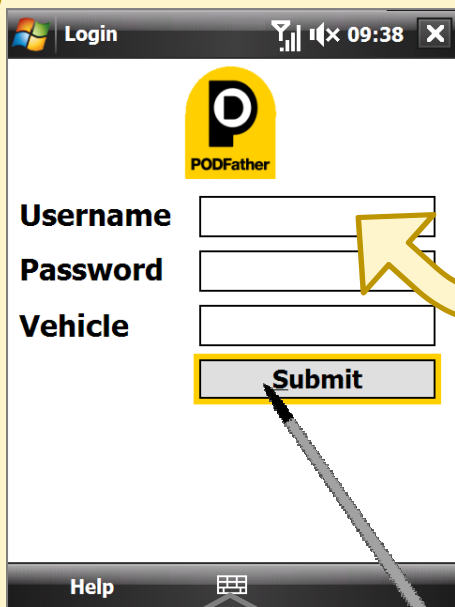 Login 09:38
PODFather
Username
Password
Vehicle
Submit
Help